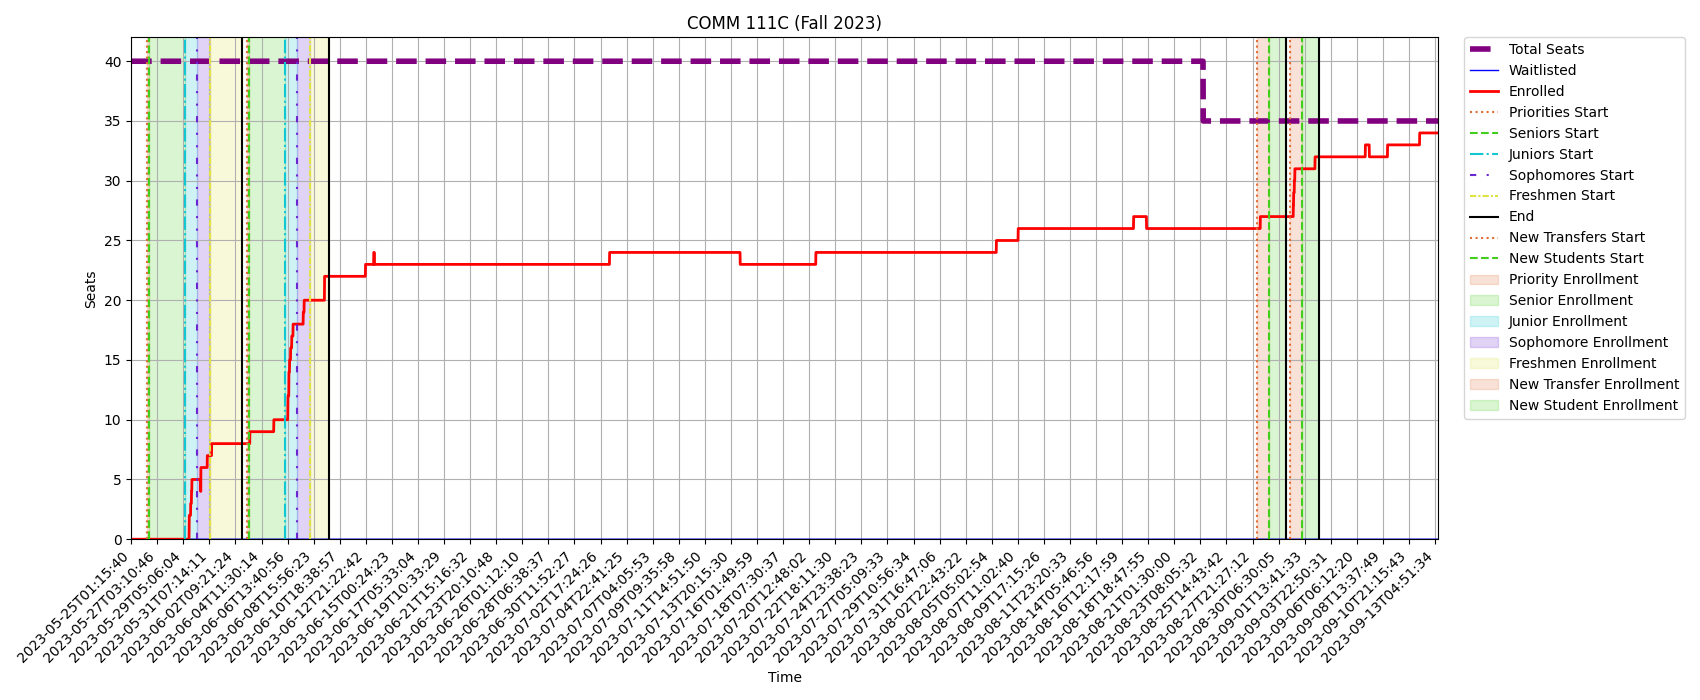 COMM 111C (Fall 2023)
Seats
40
35
30
25
20
15
10
5
0
2023-05-25T01:15:40
2023-05-27T03:10:46
2023-05-29T05:06:04
2023-05-31T07:14:11
2023-06-02T09:21:24
2023-06-04T11:30:14
2023-06-06T13:40:56
2023-06-08T15:56:23
2023-06-10T18:38:57
2023-06-12T21:22:42
2023-06-15T00:24:23
2023-06-17T05:33:04
2023-06-19T10:33:29
2023-06-21T15:16:32
2023-06-23T20:10:48
2023-06-26T01:12:10
2023-06-28T06:38:37
2023-06-30T11:52:27
2023-07-02T17:24:26
2023-07-04T22:41:25
2023-07-07T04:05:53
2023-07-09T09:35:58
2023-07-11T14:51:50
2023-07-13T20:15:30
2023-07-16T01:49:59
2023-07-18T07:30:37
2023-07-20T12:48:02
2023-07-22T18:11:30
2023-07-24T23:38:23
2023-07-27T05:09:33
2023-07-29T10:56:34
2023-07-31T16:47:06
2023-08-02T22:43:22
2023-08-05T05:02:54
2023-08-07T11:02:40
2023-08-09T17:15:26
2023-08-11T23:20:33
2023-08-14T05:46:56
2023-08-16T12:17:59
2023-08-18T18:47:55
2023-08-21T01:30:00
2023-08-23T08:05:32
2023-08-25T14:43:42
2023-08-27T21:27:12
2023-08-30T06:30:05
2023-09-01T13:41:33
2023-09-03T22:50:31
2023-09-06T06:12:20
2023-09-08T13:37:49
2023-09-10T21:15:43
2023-09-13T04:51:34
Time
Total Seats
Waitlisted
Enrolled
Priorities Start
Seniors Start
Juniors Start
Sophomores Start
Freshmen Start
End
New Transfers Start
New Students Start
Priority Enrollment
Senior Enrollment
Junior Enrollment
Sophomore Enrollment
Freshmen Enrollment
New Transfer Enrollment
New Student Enrollment